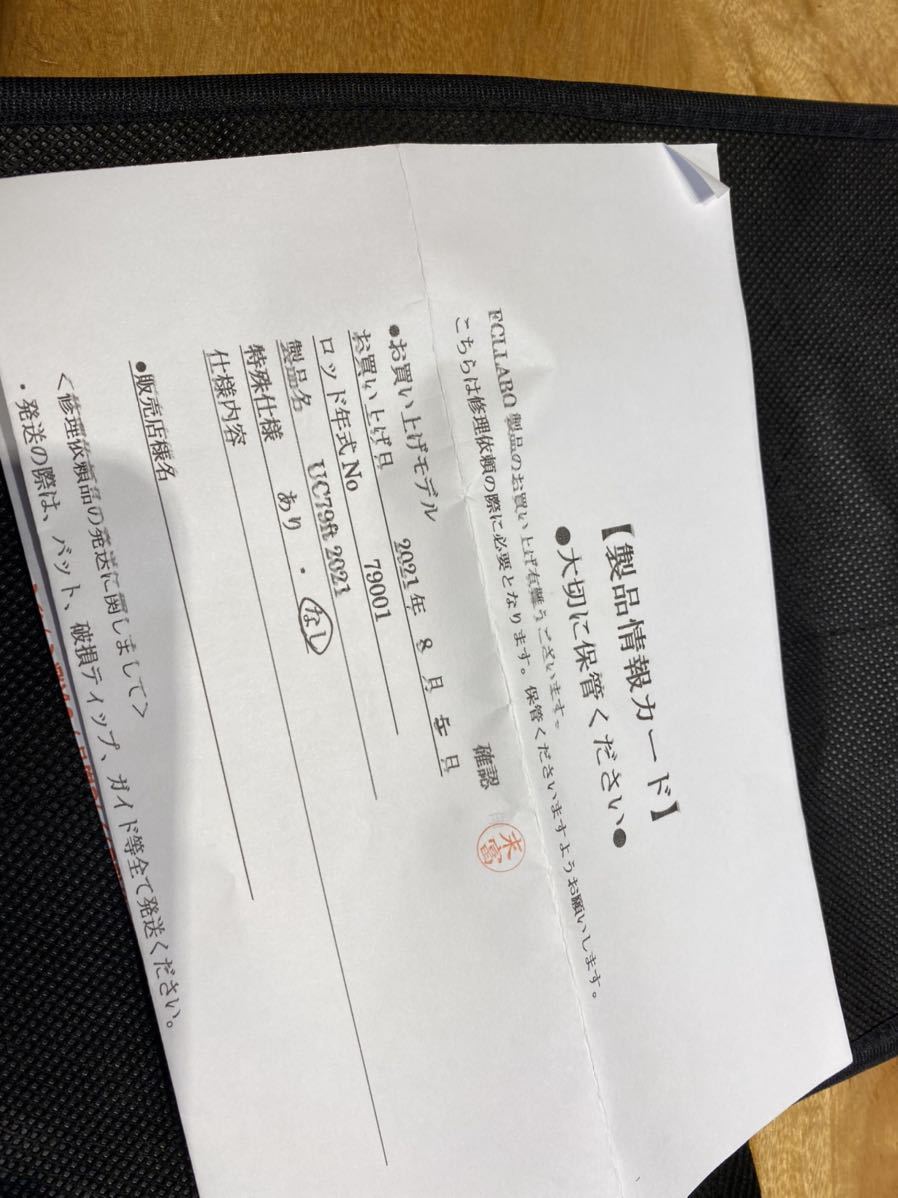 【製品情報カード】
●大切に保管ください●
FCLLABO 製品のお買い上げ有難うございます。
こちらは修理依頼の際に必要となります。保管くださいますようお願いします。
確認 末富
●お買い上げモデル
お買い上げ日 2021年 8 月 5 日
ロッド年式No 79001
製品名 UC79ft 2021
特殊仕様 あり ・ なし
仕様内容
●販売店様名
<修理依頼品の発送に関しまして>
・発送の際は、バット、破損ティップ、ガイド等全て発送ください。